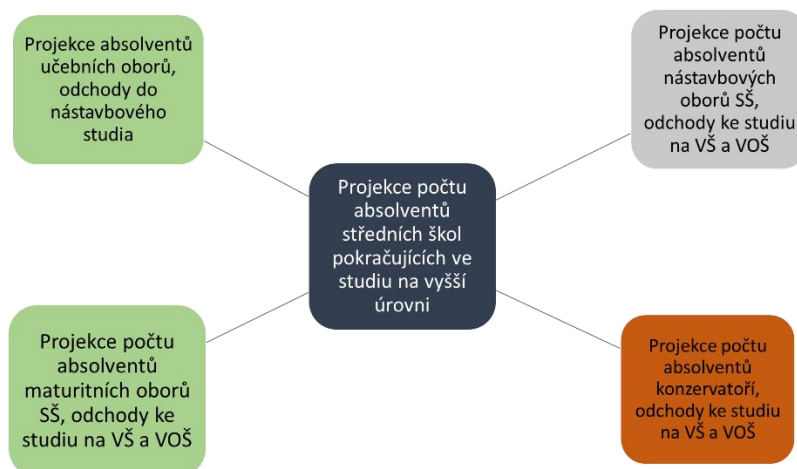 Projekce absolventů
učebních oborů,
odchody do
nástavbového
studia
Projekce počtu
absolventů
nástavbových
oborů SŠ,
odchody ke studiu
na VŠ a VOŠ
Projekce počtu
absolventů
středních škol
pokračujících ve
studiu na vyšší
úrovni
Projekce počtu
absolventů
maturitních oborů
SŠ, odchody ke
studiu na VŠ a VOŠ
Projekce počtu
absolventů
konzervatoří,
odchody ke studiu
na VŠ a VOŠ